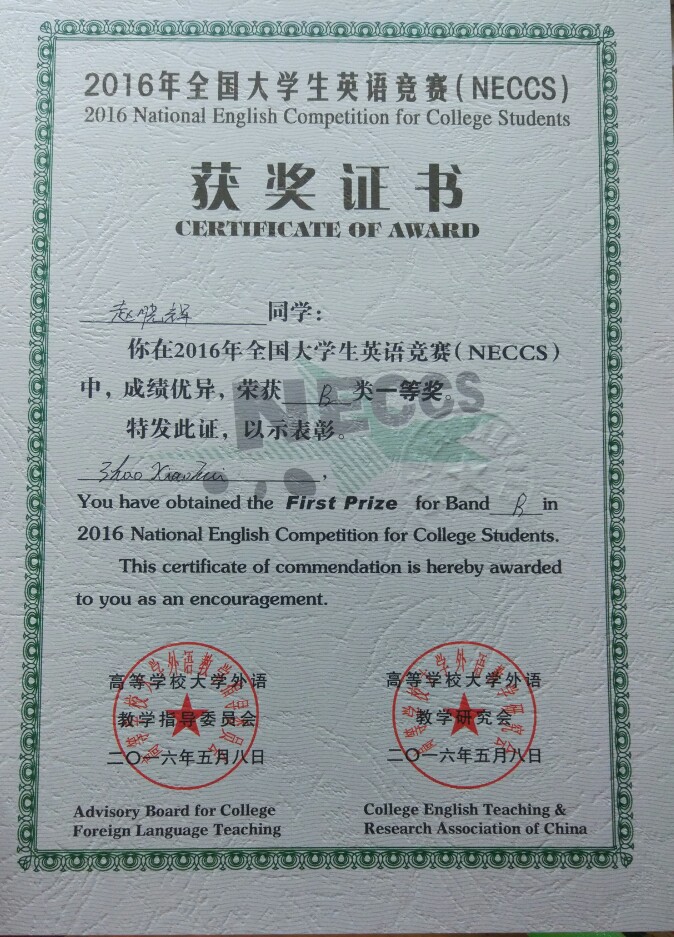 2016年全国大学生英语竞赛(NECCS)
2016 National English Competition for College Students
获奖证书
CERTIFICATE OF AWARD
赵晓辉 同学:
你在2016年全国大学生英语竞赛(NECCS)
中,成绩优异,荣获 B 类一等奖。
特发此证,以示表彰。
NECCS
Zhao Xiaohui,
You have obtained the First Prize for Band B in
2016 National English Competition for College Students.
This certificate of commendation is hereby awarded
to you as an encouragement.
高等学校大学外语
教学指导委员会
二〇一六年五月八日
Advisory Board for College
Foreign Language Teaching
高等学校大学外语
教学研究会
二〇一六年五月八日
College English Teaching &
Research Association of China